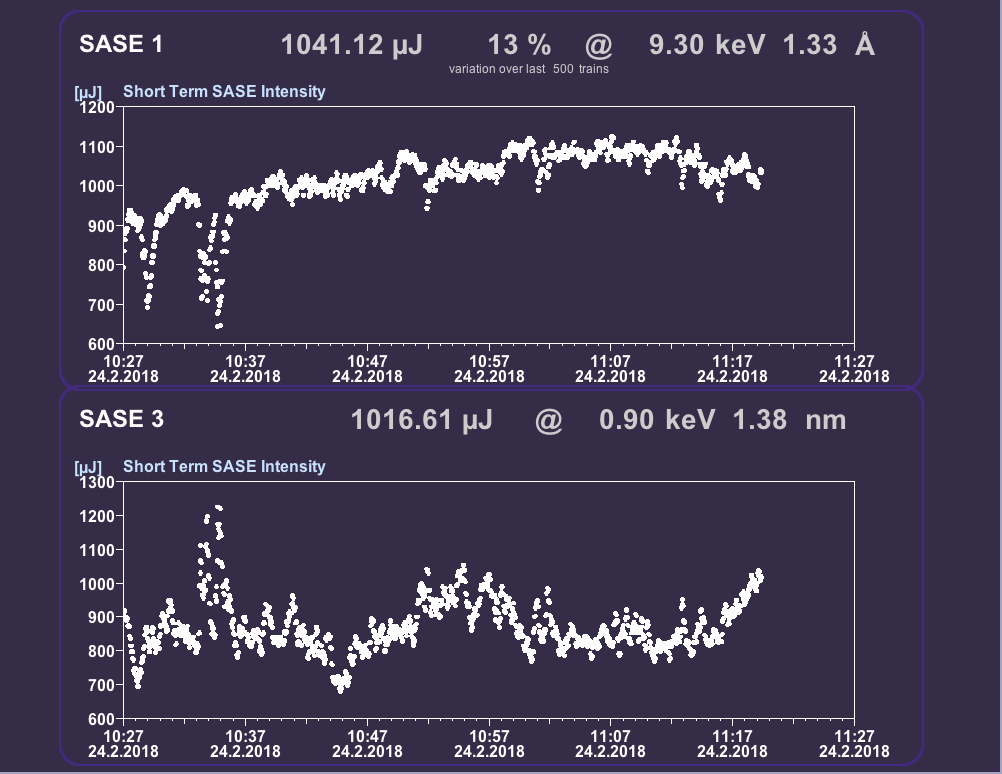 SASE 1 1041.12 µJ 13 % @ 9.30 keV 1.33 Å
variation over last 500 trains
[µJ] Short Term SASE Intensity
1200
1100
1000
900
800
700
600
10:27 10:37 10:47 10:57 11:07 11:17 11:27
24.2.2018 24.2.2018 24.2.2018 24.2.2018 24.2.2018 24.2.2018 24.2.2018
SASE 3 1016.61 µJ @ 0.90 keV 1.38 nm
[µJ] Short Term SASE Intensity
1300
1200
1100
1000
900
800
700
600
10:27 10:37 10:47 10:57 11:07 11:17 11:27
24.2.2018 24.2.2018 24.2.2018 24.2.2018 24.2.2018 24.2.2018 24.2.2018